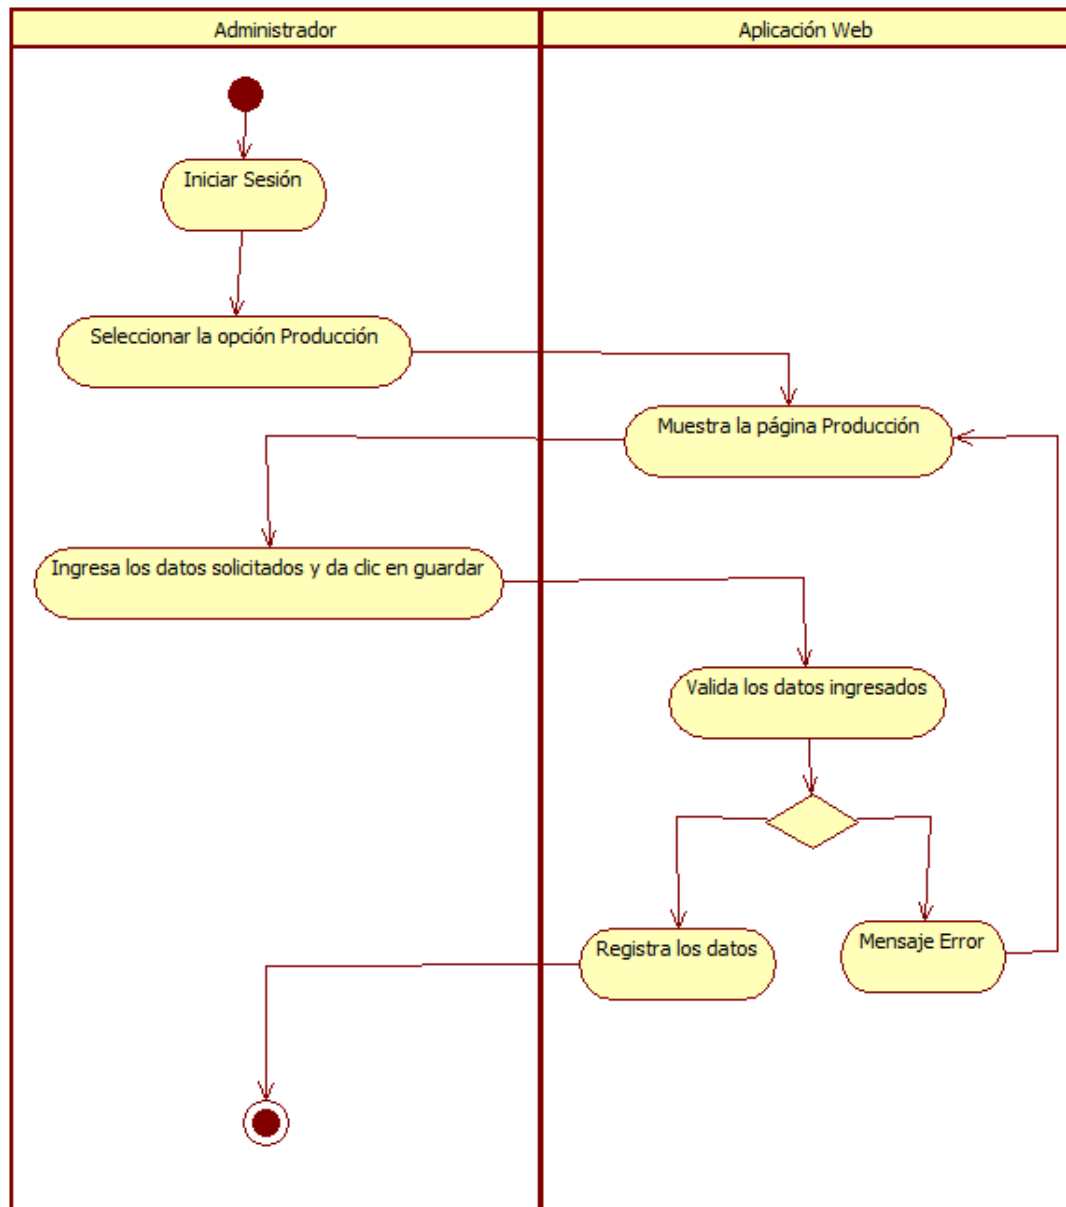 Administrador
Aplicación Web
Iniciar Sesión
Seleccionar la opción Producción
Muestra la página Producción
Ingresa los datos solicitados y da clic en guardar
Valida los datos ingresados
Registra los datos
Mensaje Error